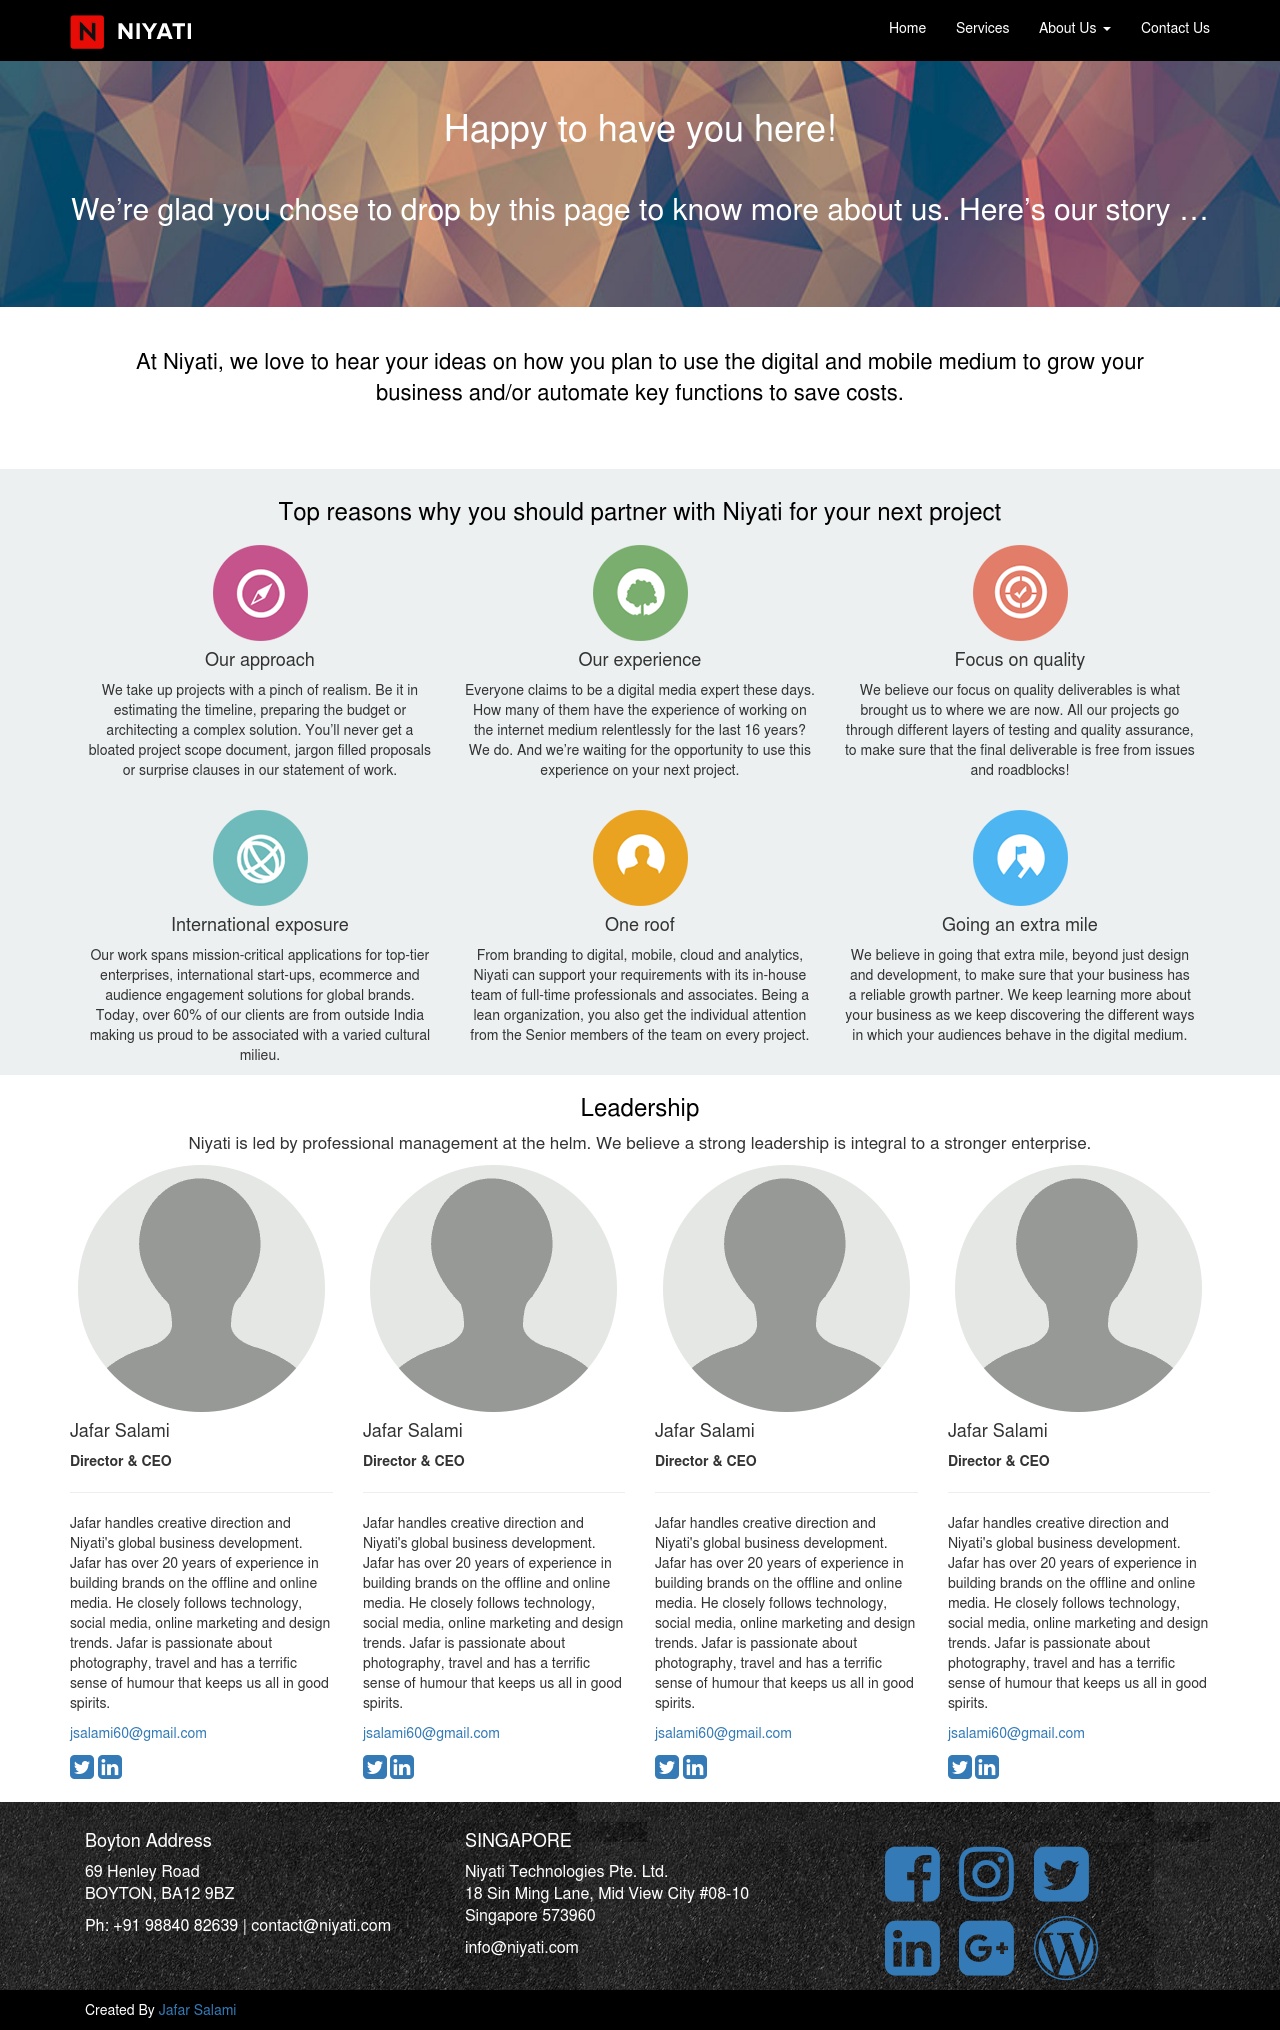 N NIYATI
Home Services About Us Contact Us
Happy to have you here!
We’re glad you chose to drop by this page to know more about us. Here’s our story …
At Niyati, we love to hear your ideas on how you plan to use the digital and mobile medium to grow your
business and/or automate key functions to save costs.
Top reasons why you should partner with Niyati for your next project
Our approach
We take up projects with a pinch of realism. Be it in
estimating the timeline, preparing the budget or
architecting a complex solution. You’ll never get a
bloated project scope document, jargon filled proposals
or surprise clauses in our statement of work.
Our experience
Everyone claims to be a digital media expert these days.
How many of them have the experience of working on
the internet medium relentlessly for the last 16 years?
We do. And we’re waiting for the opportunity to use this
experience on your next project.
Focus on quality
We believe our focus on quality deliverables is what
brought us to where we are now. All our projects go
through different layers of testing and quality assurance,
to make sure that the final deliverable is free from issues
and roadblocks!
International exposure
Our work spans mission-critical applications for top-tier
enterprises, international start-ups, ecommerce and
audience engagement solutions for global brands.
Today, over 60% of our clients are from outside India
making us proud to be associated with a varied cultural
milieu.
One roof
From branding to digital, mobile, cloud and analytics,
Niyati can support your requirements with its in-house
team of full-time professionals and associates. Being a
lean organization, you also get the individual attention
from the Senior members of the team on every project.
Going an extra mile
We believe in going that extra mile, beyond just design
and development, to make sure that your business has
a reliable growth partner. We keep learning more about
your business as we keep discovering the different ways
in which your audiences behave in the digital medium.
Leadership
Niyati is led by professional management at the helm. We believe a strong leadership is integral to a stronger enterprise.
Jafar Salami
Director & CEO
Jafar handles creative direction and
Niyati's global business development.
Jafar has over 20 years of experience in
building brands on the offline and online
media. He closely follows technology,
social media, online marketing and design
trends. Jafar is passionate about
photography, travel and has a terrific
sense of humour that keeps us all in good
spirits.
jsalami60@gmail.com
Jafar Salami
Director & CEO
Jafar handles creative direction and
Niyati's global business development.
Jafar has over 20 years of experience in
building brands on the offline and online
media. He closely follows technology,
social media, online marketing and design
trends. Jafar is passionate about
photography, travel and has a terrific
sense of humour that keeps us all in good
spirits.
jsalami60@gmail.com
Jafar Salami
Director & CEO
Jafar handles creative direction and
Niyati's global business development.
Jafar has over 20 years of experience in
building brands on the offline and online
media. He closely follows technology,
social media, online marketing and design
trends. Jafar is passionate about
photography, travel and has a terrific
sense of humour that keeps us all in good
spirits.
jsalami60@gmail.com
Jafar Salami
Director & CEO
Jafar handles creative direction and
Niyati's global business development.
Jafar has over 20 years of experience in
building brands on the offline and online
media. He closely follows technology,
social media, online marketing and design
trends. Jafar is passionate about
photography, travel and has a terrific
sense of humour that keeps us all in good
spirits.
jsalami60@gmail.com
Boyton Address
69 Henley Road
BOYTON, BA12 9BZ
Ph: +91 98840 82639 | contact@niyati.com
SINGAPORE
Niyati Technologies Pte. Ltd.
18 Sin Ming Lane, Mid View City #08-10
Singapore 573960
info@niyati.com
Created By Jafar Salami